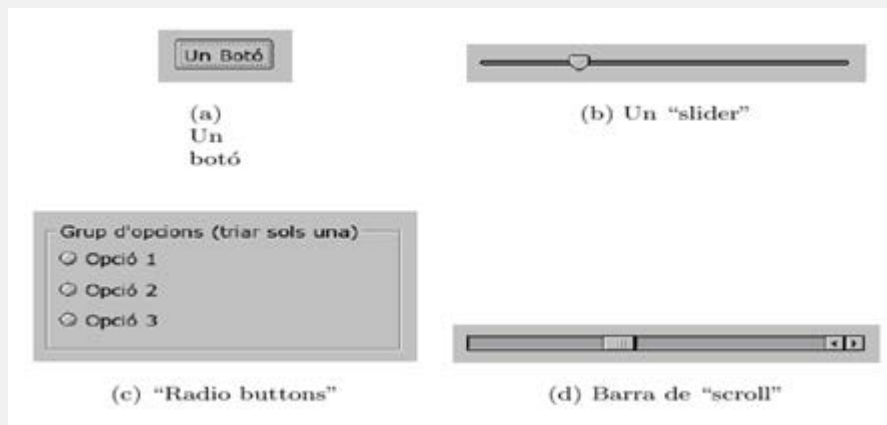 Un Botó
(a)
Un
botó
(b) Un “slider”
Grup d'opcions (triar sols una)
Opció 1
Opció 2
Opció 3
(c) “Radio buttons”
(d) Barra de “scroll”